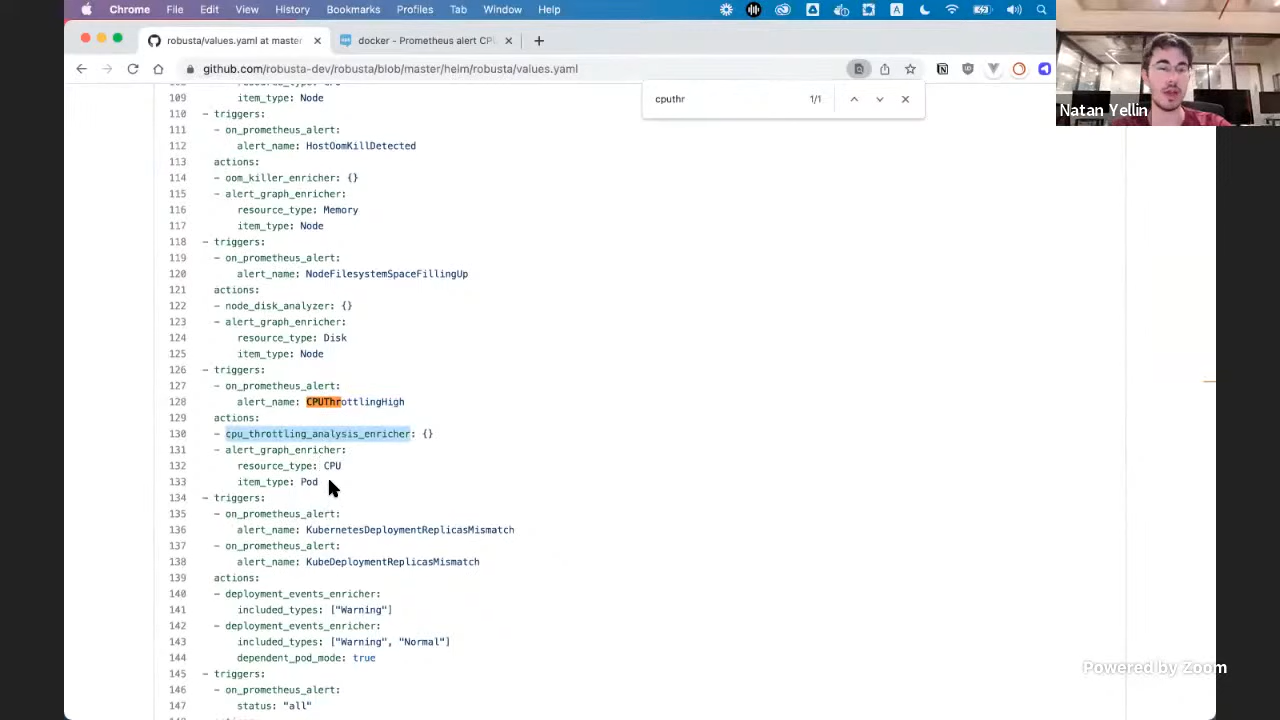 Chrome File Edit View History Bookmarks Profiles Tab Window Help
robusta/values.yaml at master
docker - Prometheus alert CPU
github.com/robusta-dev/robusta/blob/master/helm/robusta/values.yaml
cputhr 1/1
Natan Yellin
109 item_type: Node
110 - triggers:
111 - on_prometheus_alert:
112 alert_name: HostOomKillDetected
113 actions:
114 - oom_killer_enricher: {}
115 - alert_graph_enricher:
116 resource_type: Memory
117 item_type: Node
118 - triggers:
119 - on_prometheus_alert:
120 alert_name: NodeFilesystemSpaceFillingUp
121 actions:
122 - node_disk_analyzer: {}
123 - alert_graph_enricher:
124 resource_type: Disk
125 item_type: Node
126 - triggers:
127 - on_prometheus_alert:
128 alert_name: CPUThrottlingHigh
129 actions:
130 - cpu_throttling_analysis_enricher: {}
131 - alert_graph_enricher:
132 resource_type: CPU
133 item_type: Pod
134 - triggers:
135 - on_prometheus_alert:
136 alert_name: KubernetesDeploymentReplicasMismatch
137 - on_prometheus_alert:
138 alert_name: KubeDeploymentReplicasMismatch
139 actions:
140 - deployment_events_enricher:
141 included_types: ["Warning"]
142 - deployment_events_enricher:
143 included_types: ["Warning", "Normal"]
144 dependent_pod_mode: true
145 - triggers:
146 - on_prometheus_alert:
147 status: "all"
Powered by Zoom